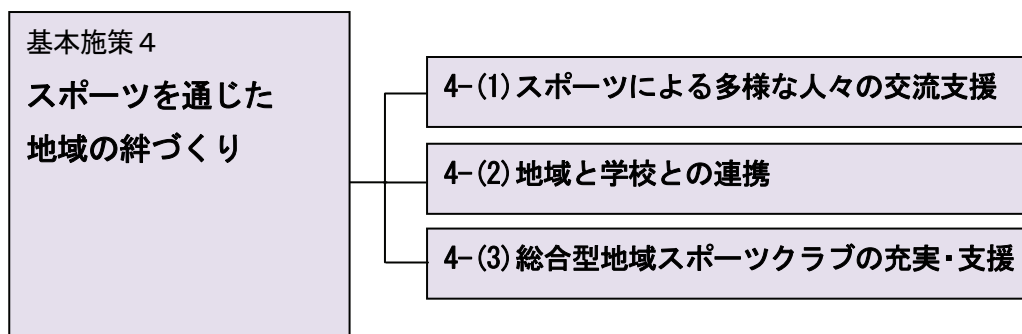 基本施策４
スポーツを通じた
地域の絆づくり
4-(1)スポーツによる多様な人々の交流支援
4-(2)地域と学校との連携
4-(3)総合型地域スポーツクラブの充実・支援